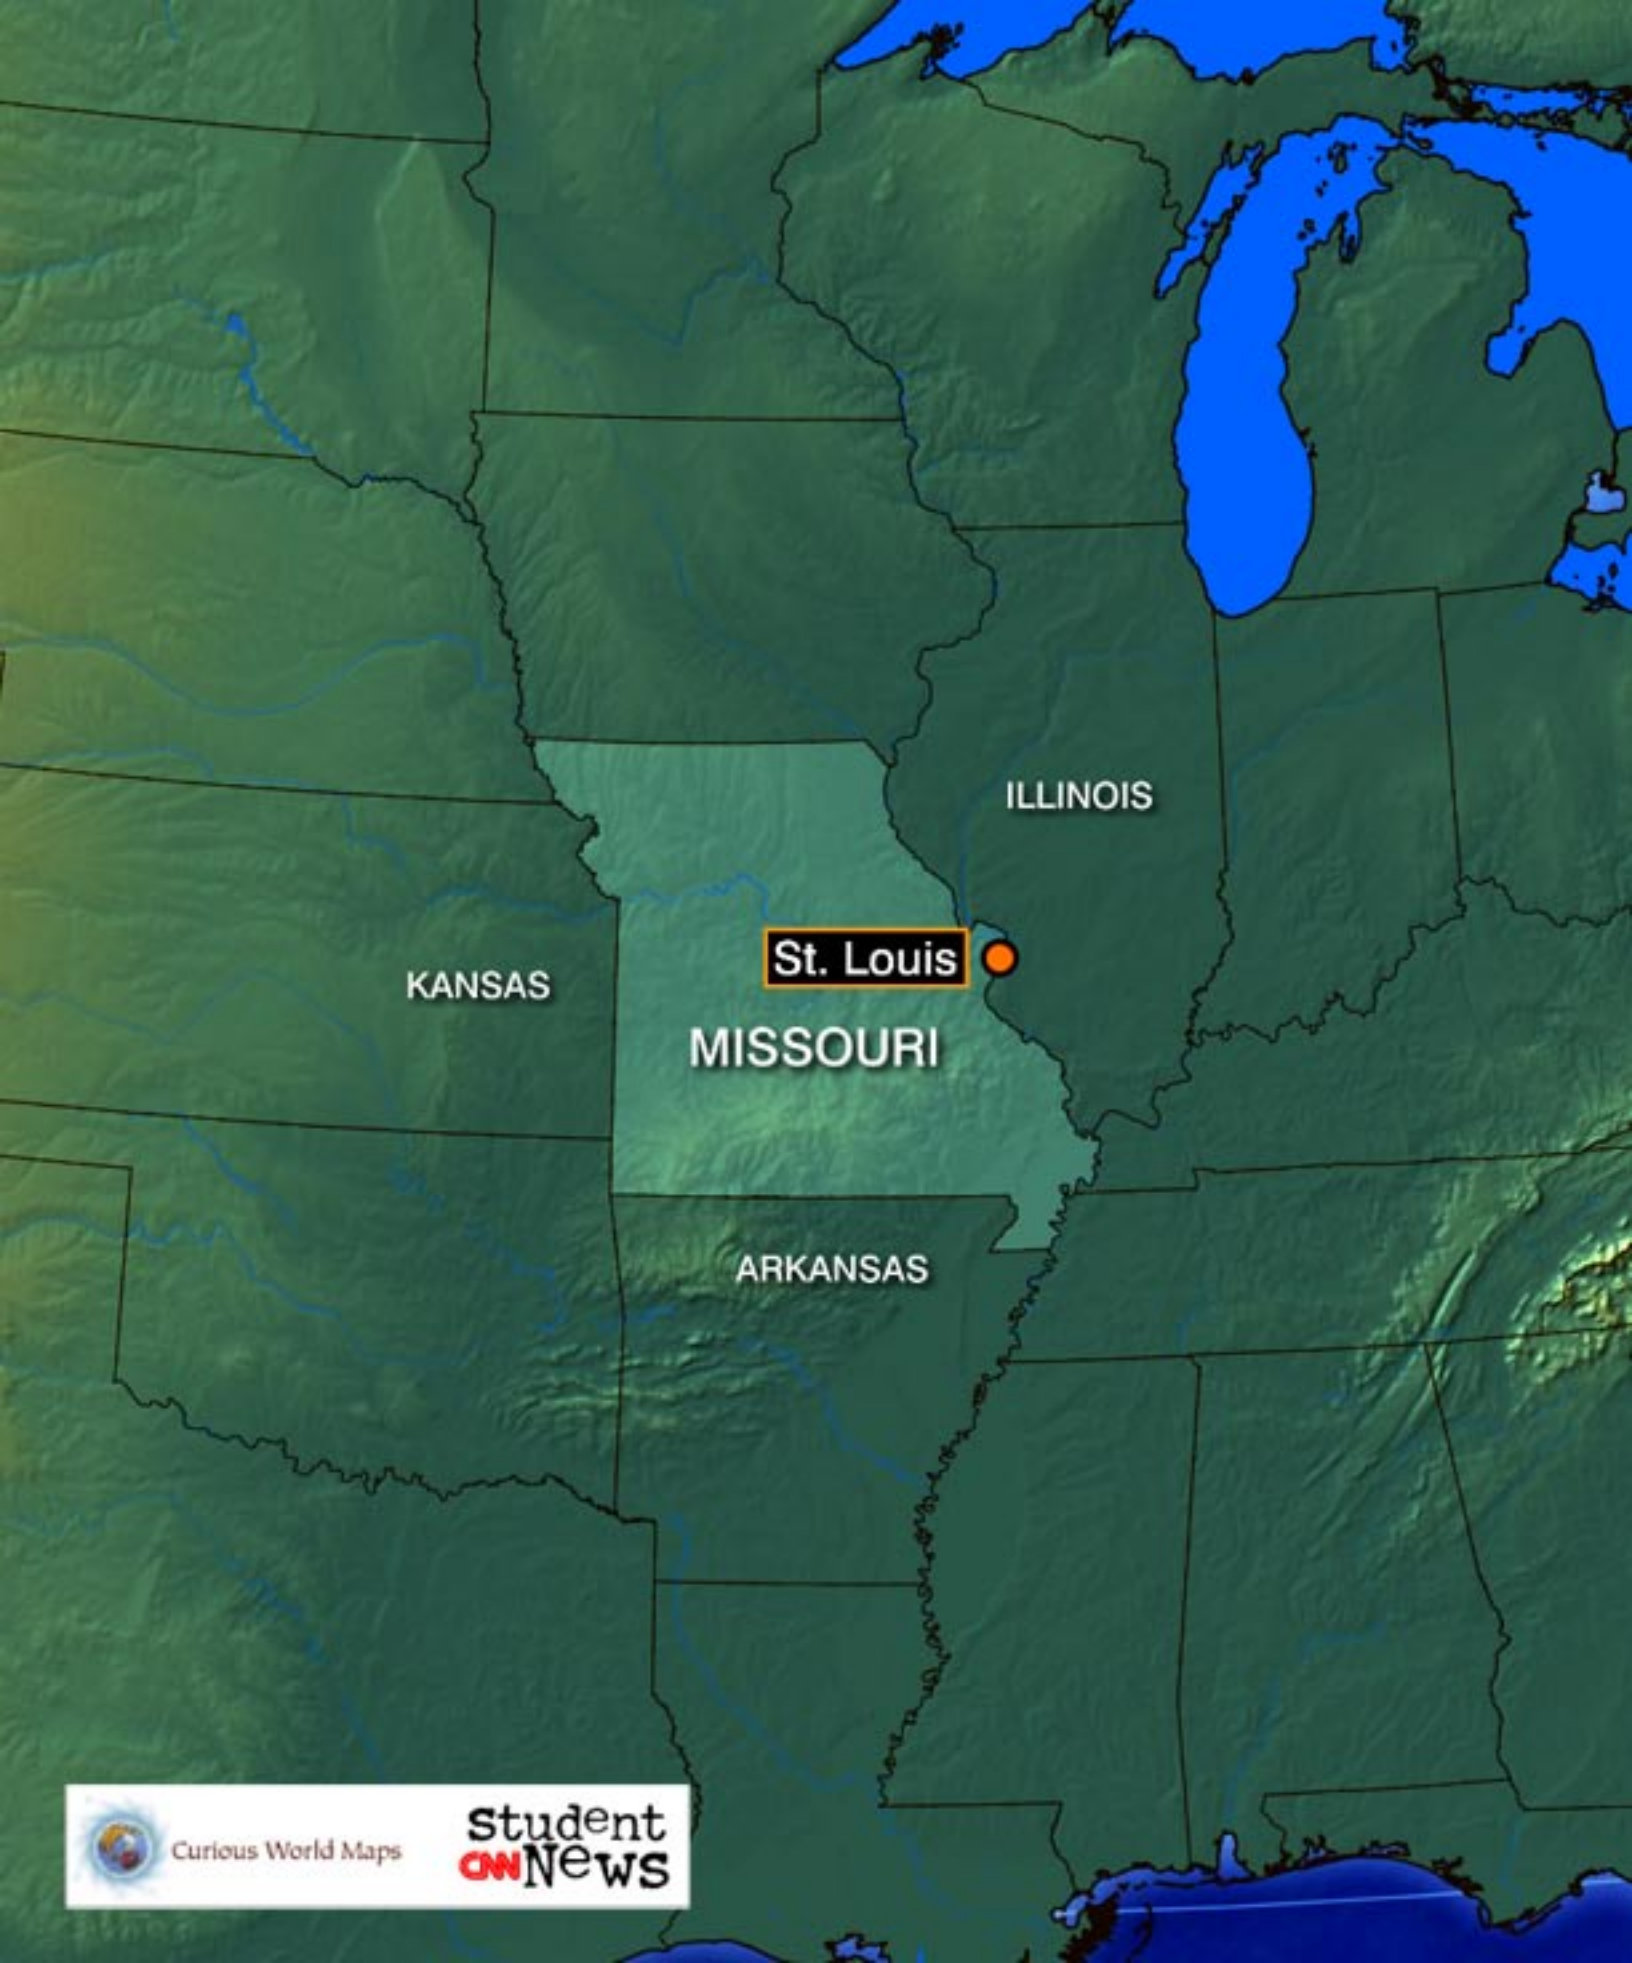 ILLINOIS
St. Louis
KANSAS
MISSOURI
ARKANSAS
Curious World Maps
Student
CNN News